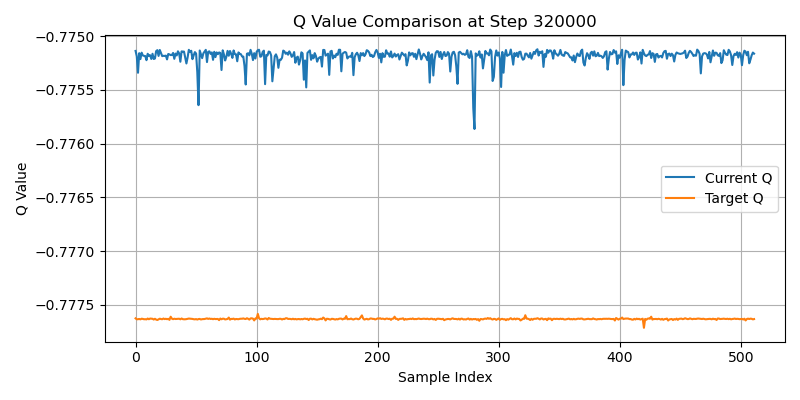 Q Value Comparison at Step 320000
−0.7750
−0.7755
−0.7760
−0.7765
−0.7770
−0.7775
Q Value
Current Q
Target Q
0 100 200 300 400 500
Sample Index